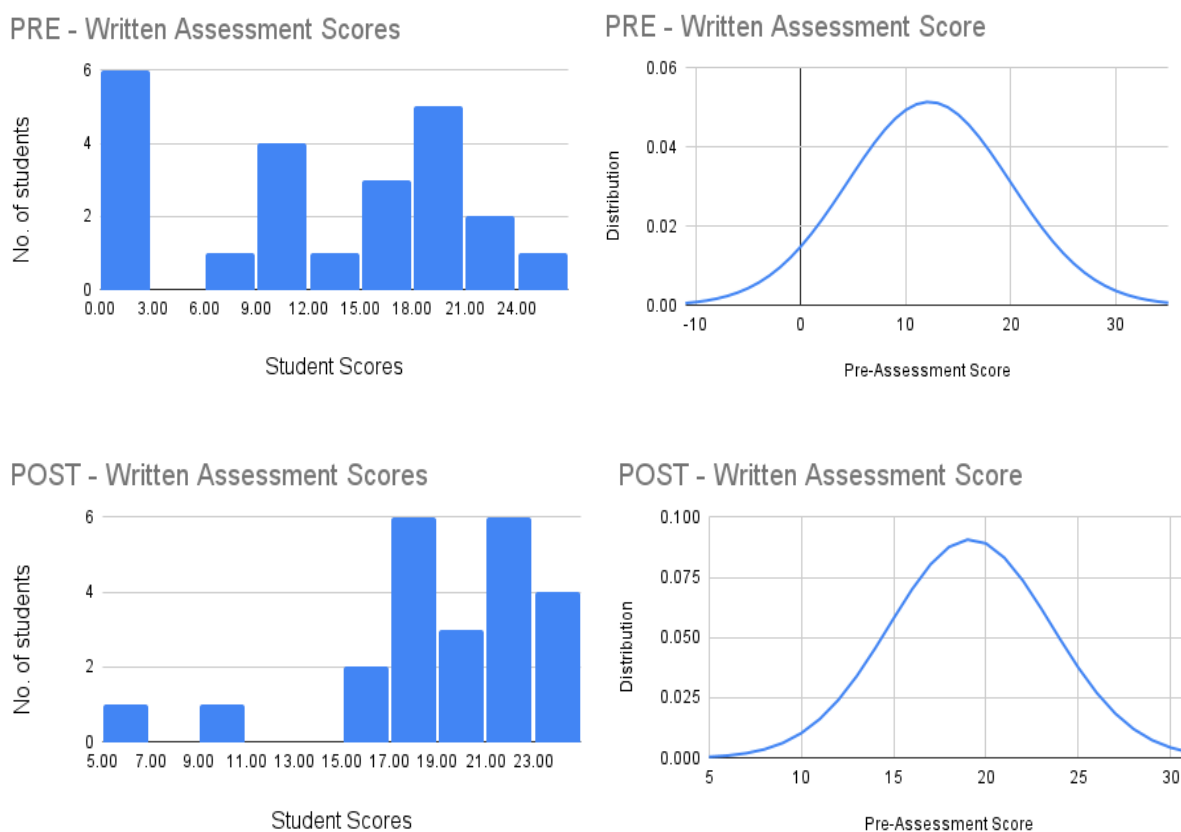 PRE - Written Assessment Scores
No. of students
6
4
2
0
0.00 3.00 6.00 9.00 12.00 15.00 18.00 21.00 24.00
Student Scores
PRE - Written Assessment Score
Distribution
0.06
0.04
0.02
0.00
-10 0 10 20 30
Pre-Assessment Score
POST - Written Assessment Scores
No. of students
6
4
2
0
5.00 7.00 9.00 11.00 13.00 15.00 17.00 19.00 21.00 23.00
Student Scores
POST - Written Assessment Score
Distribution
0.100
0.075
0.050
0.025
0.000
5 10 15 20 25 30
Pre-Assessment Score